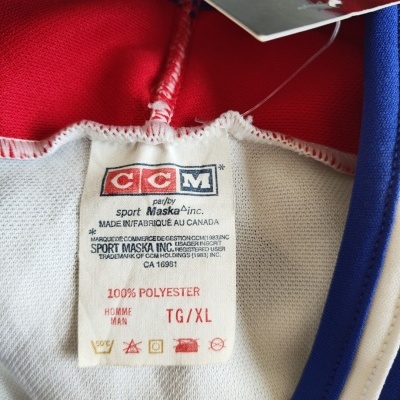 CCM*
par/by
sport Maska inc.
MADE IN/FABRIQUÉ AU CANADA
*
MARQUE DE COMMERCE DE GESTION CCM (1983) INC
SPORT MASKA INC. USAGER INSCRIT REGISTERED USER
TRADEMARK OF CCM HOLDINGS (1983) INC.
CA 16961
100% POLYESTER
HOMME
MAN
TG/XL
50°C